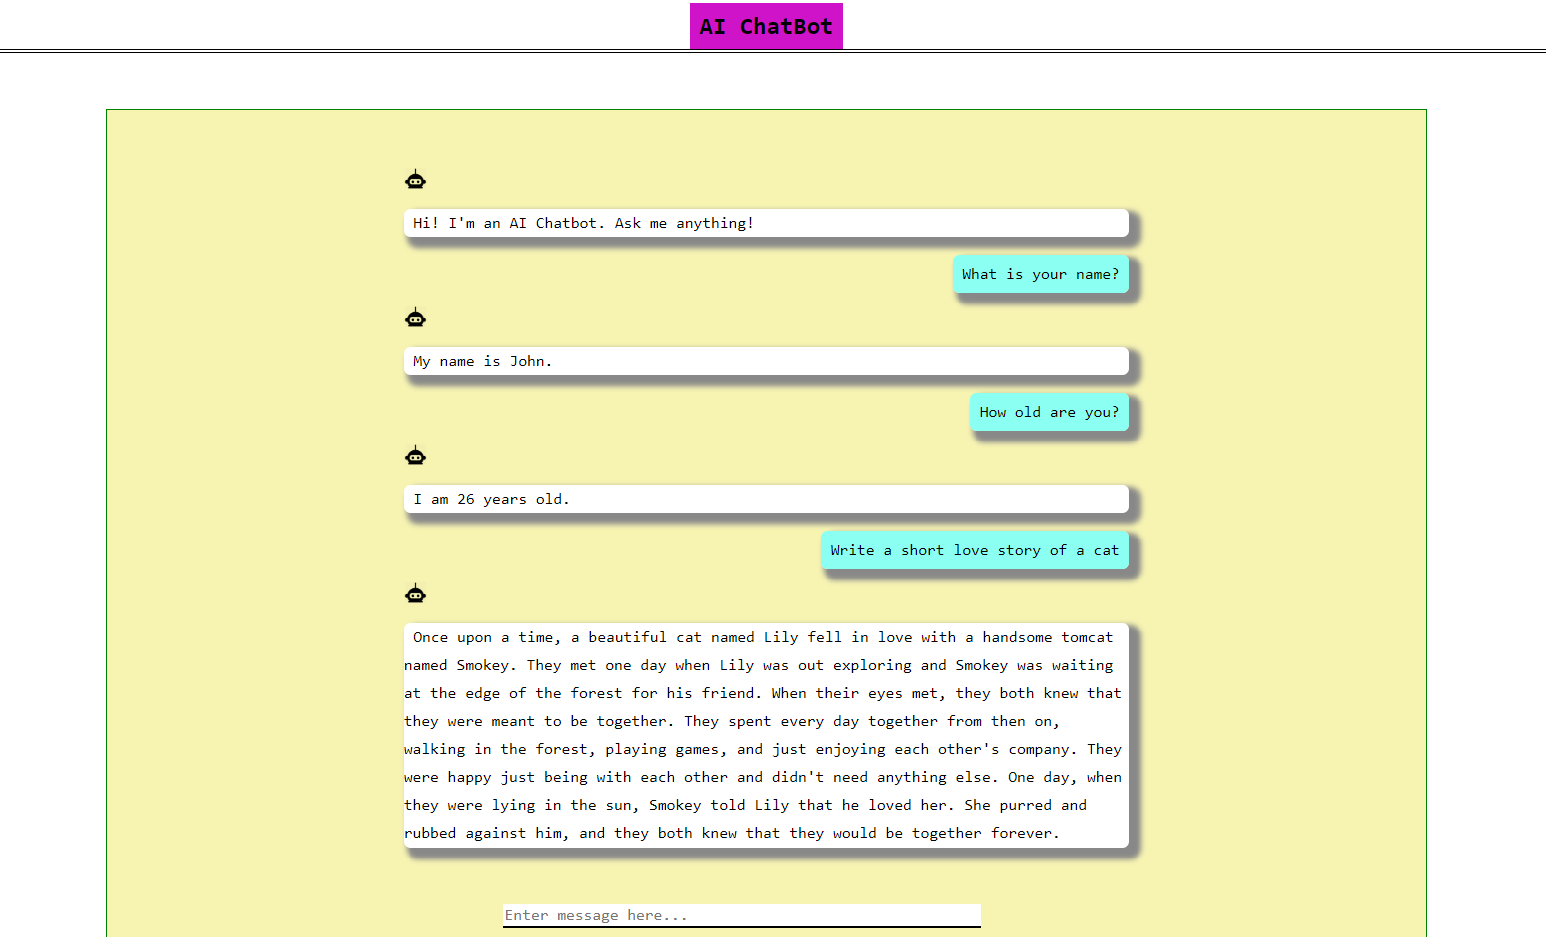 AI ChatBot
Hi! I'm an AI Chatbot. Ask me anything!
What is your name?
My name is John.
How old are you?
I am 26 years old.
Write a short love story of a cat
Once upon a time, a beautiful cat named Lily fell in love with a handsome tomcat
named Smokey. They met one day when Lily was out exploring and Smokey was waiting
at the edge of the forest for his friend. When their eyes met, they both knew that
they were meant to be together. They spent every day together from then on,
walking in the forest, playing games, and just enjoying each other's company. They
were happy just being with each other and didn't need anything else. One day, when
they were lying in the sun, Smokey told Lily that he loved her. She purred and
rubbed against him, and they both knew that they would be together forever.
Enter message here...